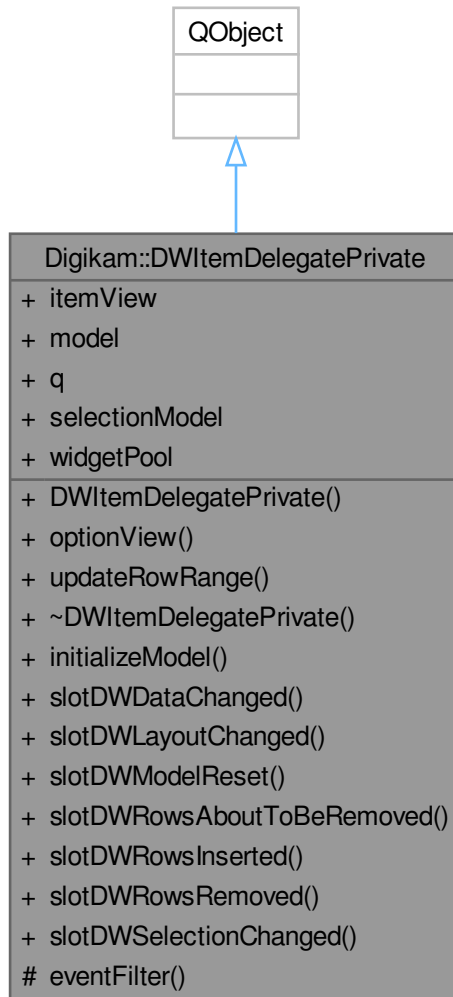 QObject
Digikam::DWItemDelegatePrivate
+ itemView
+ model
+ q
+ selectionModel
+ widgetPool
+ DWItemDelegatePrivate()
+ optionView()
+ updateRowRange()
+ ~DWItemDelegatePrivate()
+ initializeModel()
+ slotDWDataChanged()
+ slotDWLayoutChanged()
+ slotDWModelReset()
+ slotDWRowsAboutToBeRemoved()
+ slotDWRowsInserted()
+ slotDWRowsRemoved()
+ slotDWSelectionChanged()
# eventFilter()